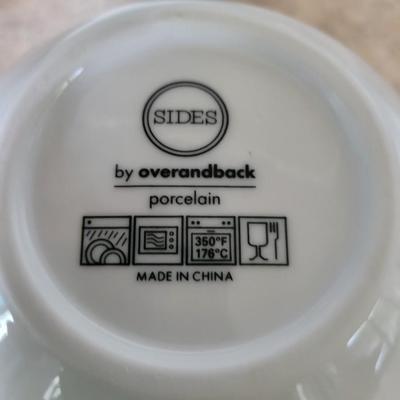 SIDES
by overandback
porcelain
350°F
176°C
MADE IN CHINA